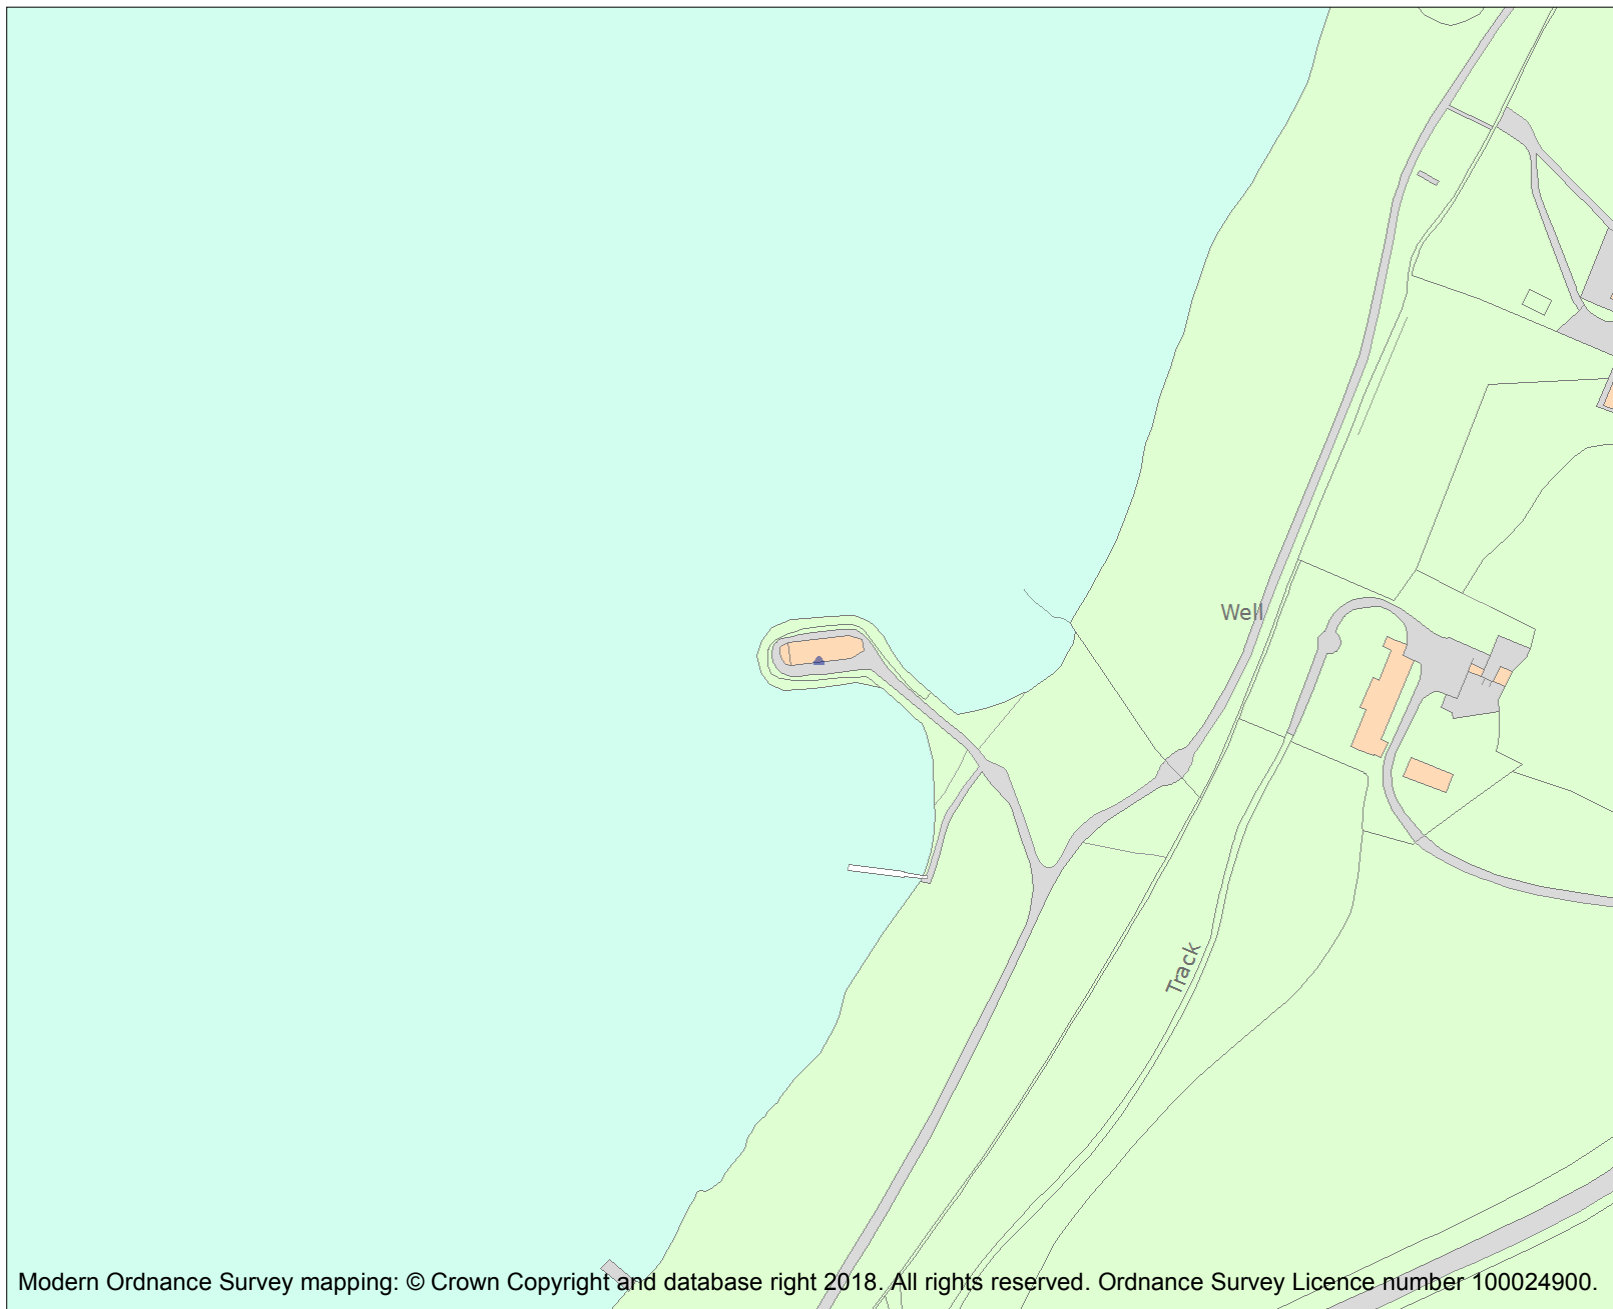 Well
Track
Modern Ordnance Survey mapping: © Crown Copyright and database right 2018. All rights reserved. Ordnance Survey Licence number 100024900.